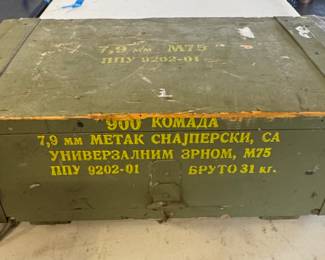 7,9 мм М75
ППУ 9202-01
900 КОМАДА
7,9 мм МЕТАК СНАЈПЕРСКИ, СА
УНИВЕРЗАЛНИМ ЗРНОМ, М75
ППУ 9202-01 БРУТО 31 кг.